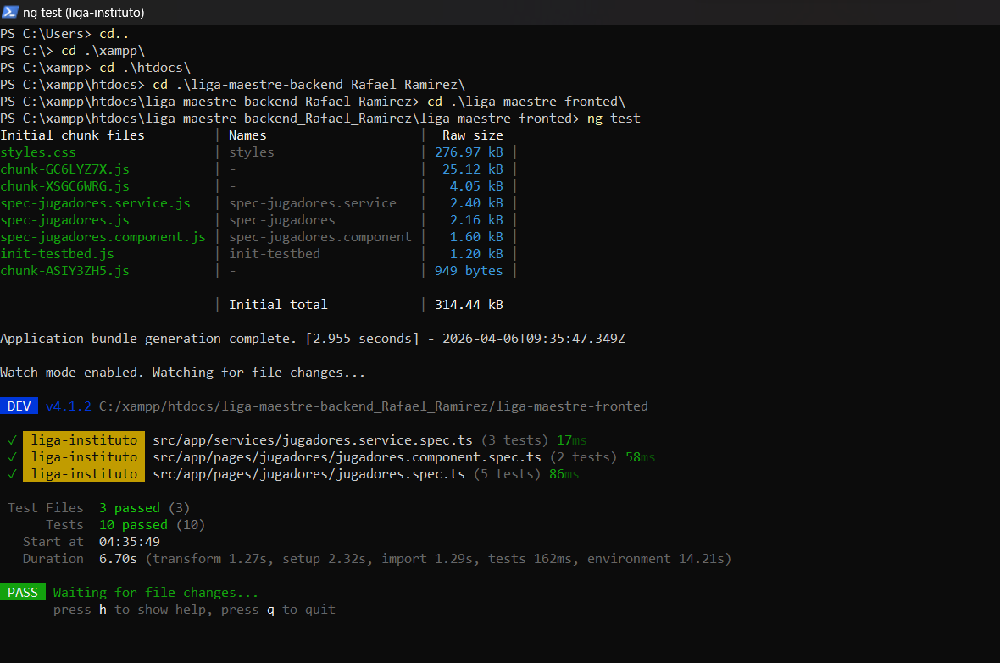 ng test (liga-instituto)
PS C:\Users> cd..
PS C:\> cd .\xampp\
PS C:\xampp> cd .\htdocs\
PS C:\xampp\htdocs> cd .\liga-maestre-backend_Rafael_Ramirez\
PS C:\xampp\htdocs\liga-maestre-backend_Rafael_Ramirez> cd .\liga-maestre-fronted\
PS C:\xampp\htdocs\liga-maestre-backend_Rafael_Ramirez\liga-maestre-fronted> ng test
Initial chunk files | Names | Raw size
styles.css | styles | 276.97 kB |
chunk-GC6LYZ7X.js | - | 25.12 kB |
chunk-XSGC6WRG.js | - | 4.05 kB |
spec-jugadores.service.js | spec-jugadores.service | 2.40 kB |
spec-jugadores.js | spec-jugadores | 2.16 kB |
spec-jugadores.component.js | spec-jugadores.component | 1.60 kB |
init-testbed.js | init-testbed | 1.20 kB |
chunk-ASIY3ZH5.js | - | 949 bytes |
| Initial total | 314.44 kB
Application bundle generation complete. [2.955 seconds] - 2026-04-06T09:35:47.349Z
Watch mode enabled. Watching for file changes...
DEV v4.1.2 C:/xampp/htdocs/liga-maestre-backend_Rafael_Ramirez/liga-maestre-fronted
✓ liga-instituto src/app/services/jugadores.service.spec.ts (3 tests) 17ms
✓ liga-instituto src/app/pages/jugadores/jugadores.component.spec.ts (2 tests) 58ms
✓ liga-instituto src/app/pages/jugadores/jugadores.spec.ts (5 tests) 86ms
Test Files 3 passed (3)
Tests 10 passed (10)
Start at 04:35:49
Duration 6.70s (transform 1.27s, setup 2.32s, import 1.29s, tests 162ms, environment 14.21s)
PASS Waiting for file changes...
press h to show help, press q to quit